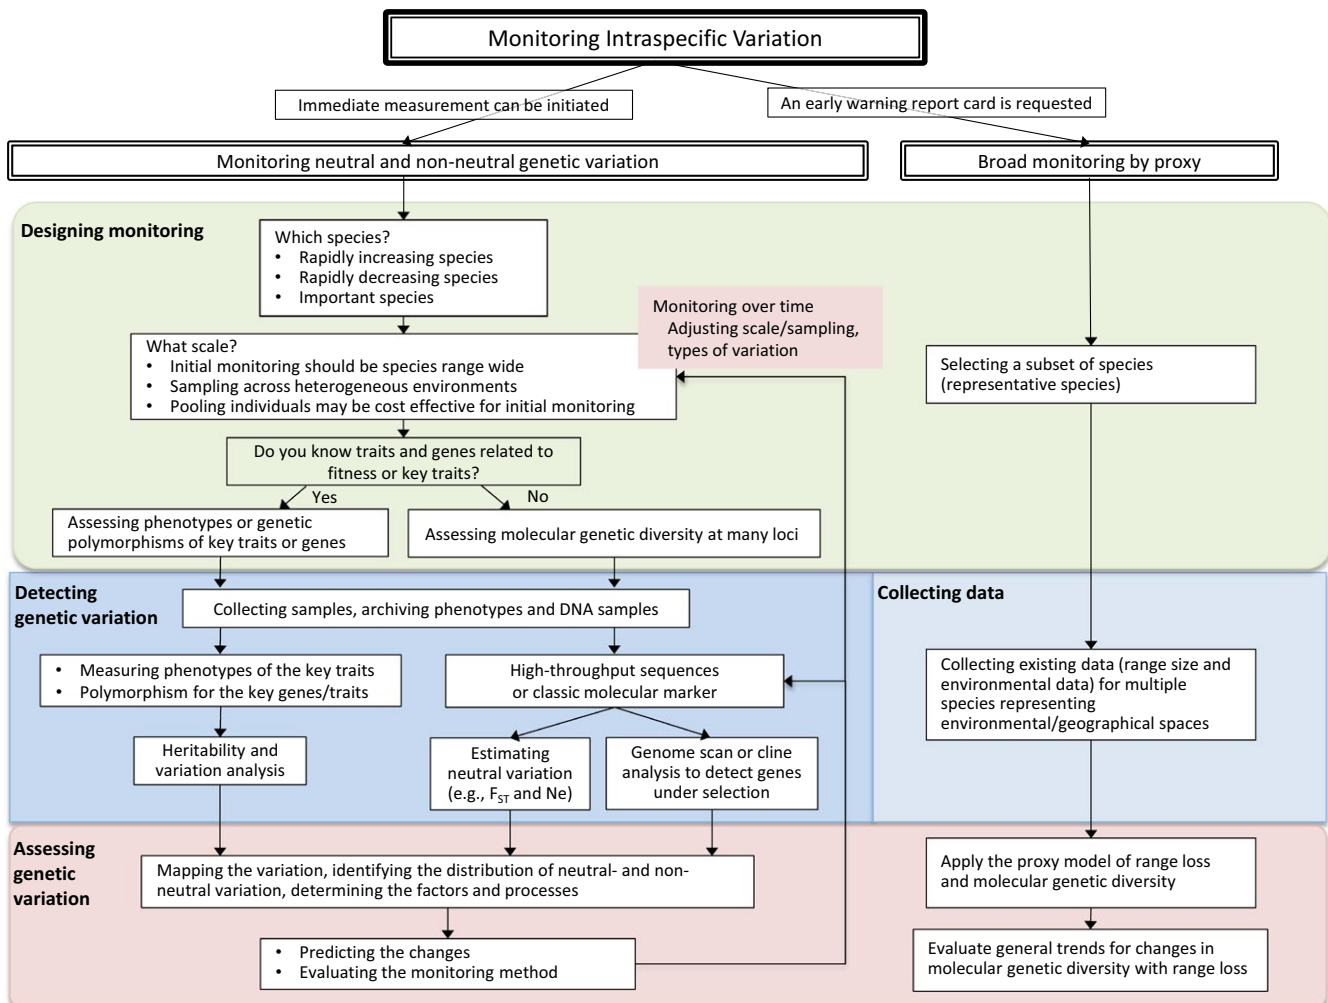 Monitoring Intraspecific Variation
Immediate measurement can be initiated
An early warning report card is requested
Monitoring neutral and non-neutral genetic variation
Broad monitoring by proxy
Designing monitoring
Which species?
• Rapidly increasing species
• Rapidly decreasing species
• Important species
Monitoring over time
Adjusting scale/sampling,
types of variation
What scale?
• Initial monitoring should be species range wide
• Sampling across heterogeneous environments
• Pooling individuals may be cost effective for initial monitoring
Selecting a subset of species
(representative species)
Do you know traits and genes related to
fitness or key traits?
Yes
No
Assessing phenotypes or genetic
polymorphisms of key traits or genes
Assessing molecular genetic diversity at many loci
Detecting
genetic variation
Collecting data
Collecting samples, archiving phenotypes and DNA samples
• Measuring phenotypes of the key traits
• Polymorphism for the key genes/traits
High-throughput sequences
or classic molecular marker
Collecting existing data (range size and
environmental data) for multiple
species representing
environmental/geographical spaces
Heritability and
variation analysis
Estimating
neutral variation
(e.g., FST and Ne)
Genome scan or cline
analysis to detect genes
under selection
Assessing
genetic
variation
Mapping the variation, identifying the distribution of neutral- and non-
neutral variation, determining the factors and processes
Apply the proxy model of range loss
and molecular genetic diversity
• Predicting the changes
• Evaluating the monitoring method
Evaluate general trends for changes in
molecular genetic diversity with range loss